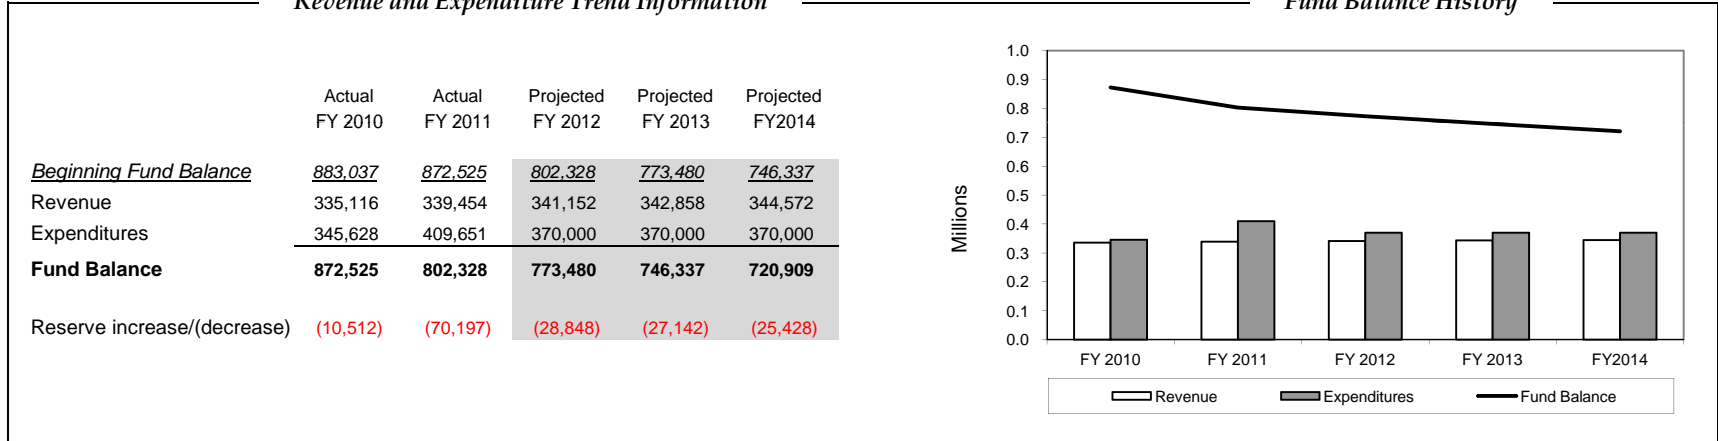 Revenue and Expenditure Trend Information
Fund Balance History
Actual Actual Projected Projected Projected
FY 2010 FY 2011 FY 2012 FY 2013 FY2014
Beginning Fund Balance 883,037 872,525 802,328 773,480 746,337
Revenue 335,116 339,454 341,152 342,858 344,572
Expenditures 345,628 409,651 370,000 370,000 370,000
Fund Balance 872,525 802,328 773,480 746,337 720,909
Reserve increase/(decrease) (10,512) (70,197) (28,848) (27,142) (25,428)
Millions
1.0
0.9
0.8
0.7
0.6
0.5
0.4
0.3
0.2
0.1
0.0
FY 2010 FY 2011 FY 2012 FY 2013 FY2014
Revenue Expenditures Fund Balance